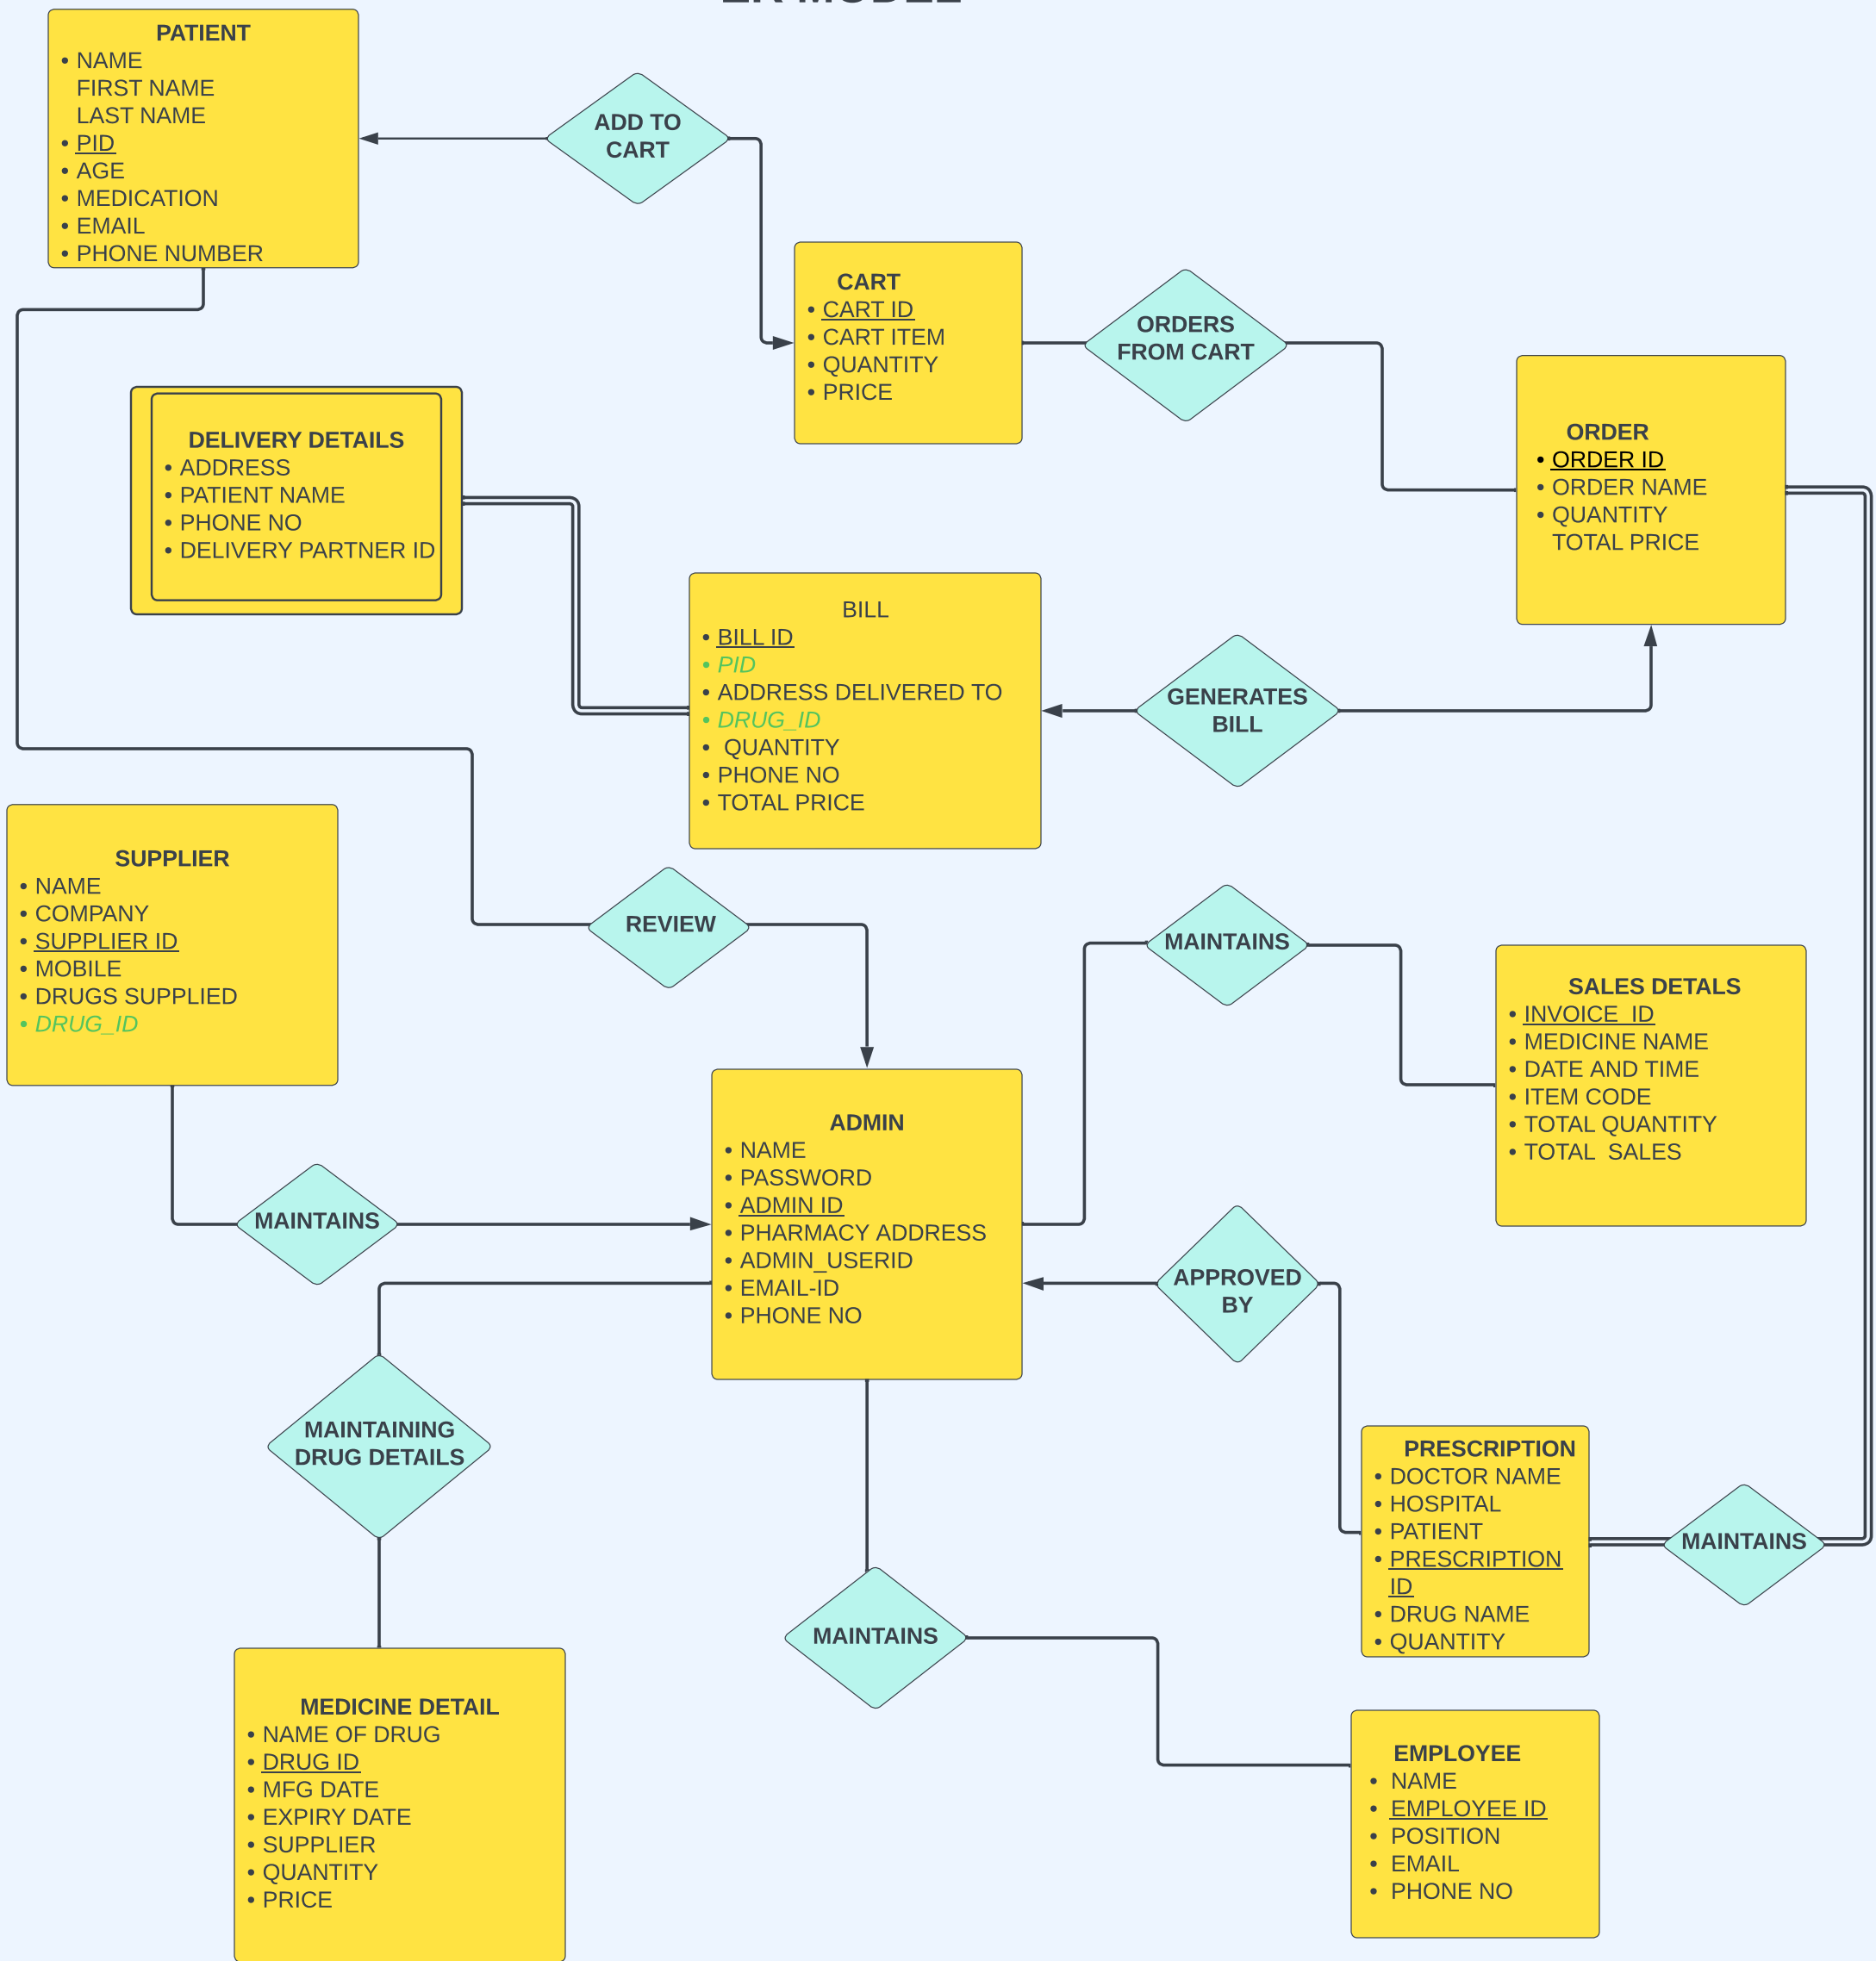 ER MODEL
PATIENT
• NAME
FIRST NAME
LAST NAME
• PID
• AGE
• MEDICATION
• EMAIL
• PHONE NUMBER
ADD TO
CART
CART
• CART ID
• CART ITEM
• QUANTITY
• PRICE
ORDERS
FROM CART
ORDER
• ORDER ID
• ORDER NAME
• QUANTITY
TOTAL PRICE
DELIVERY DETAILS
• ADDRESS
• PATIENT NAME
• PHONE NO
• DELIVERY PARTNER ID
BILL
• BILL ID
• PID
• ADDRESS DELIVERED TO
• DRUG_ID
• QUANTITY
• PHONE NO
• TOTAL PRICE
GENERATES
BILL
SUPPLIER
• NAME
• COMPANY
• SUPPLIER ID
• MOBILE
• DRUGS SUPPLIED
• DRUG_ID
REVIEW
MAINTAINS
SALES DETALS
• INVOICE_ID
• MEDICINE NAME
• DATE AND TIME
• ITEM CODE
• TOTAL QUANTITY
• TOTAL  SALES
MAINTAINS
ADMIN
• NAME
• PASSWORD
• ADMIN ID
• PHARMACY ADDRESS
• ADMIN_USERID
• EMAIL-ID
• PHONE NO
APPROVED
BY
MAINTAINING
DRUG DETAILS
PRESCRIPTION
• DOCTOR NAME
• HOSPITAL
• PATIENT
• PRESCRIPTION
ID
• DRUG NAME
• QUANTITY
MAINTAINS
MAINTAINS
MEDICINE DETAIL
• NAME OF DRUG
• DRUG ID
• MFG DATE
• EXPIRY DATE
• SUPPLIER
• QUANTITY
• PRICE
EMPLOYEE
• NAME
• EMPLOYEE ID
• POSITION
• EMAIL
• PHONE NO